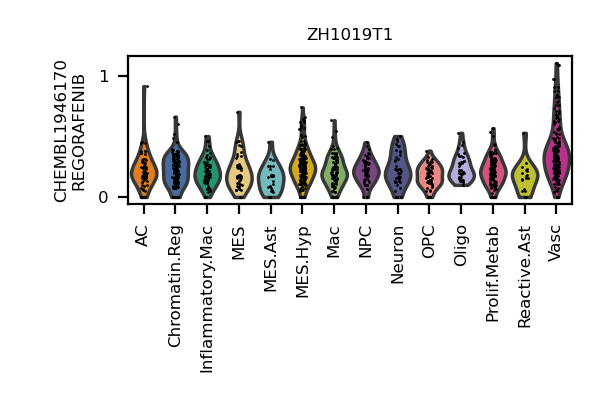 ZH1019T1
CHEMBL1946170
REGORAFENIB
1
0
AC
Chromatin.Reg
Inflammatory.Mac
MES
MES.Ast
MES.Hyp
Mac
NPC
Neuron
OPC
Oligo
Prolif.Metab
Reactive.Ast
Vasc